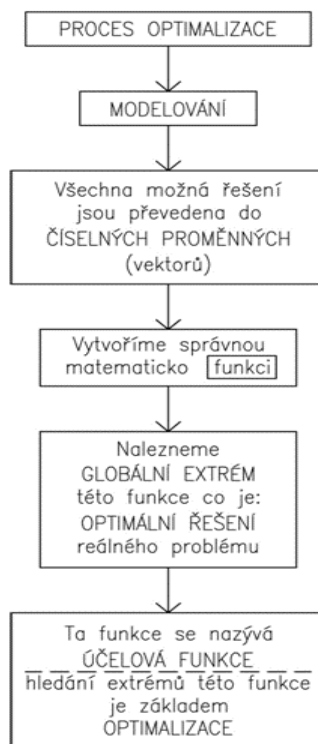 PROCES OPTIMALIZACE
MODELOVÁNÍ
Všechna možná řešení
jsou převedena do
ČÍSELNÝCH PROMĚNNÝCH
(vektorů)
Vytvoříme správnou
matematicko funkci
Nalezneme
GLOBÁLNÍ EXTRÉM
této funkce co je:
OPTIMÁLNÍ ŘEŠENÍ
reálného problému
Ta funkce se nazývá
ÚČELOVÁ FUNKCE
hledání extrémů této funkce
je základem
OPTIMALIZACE